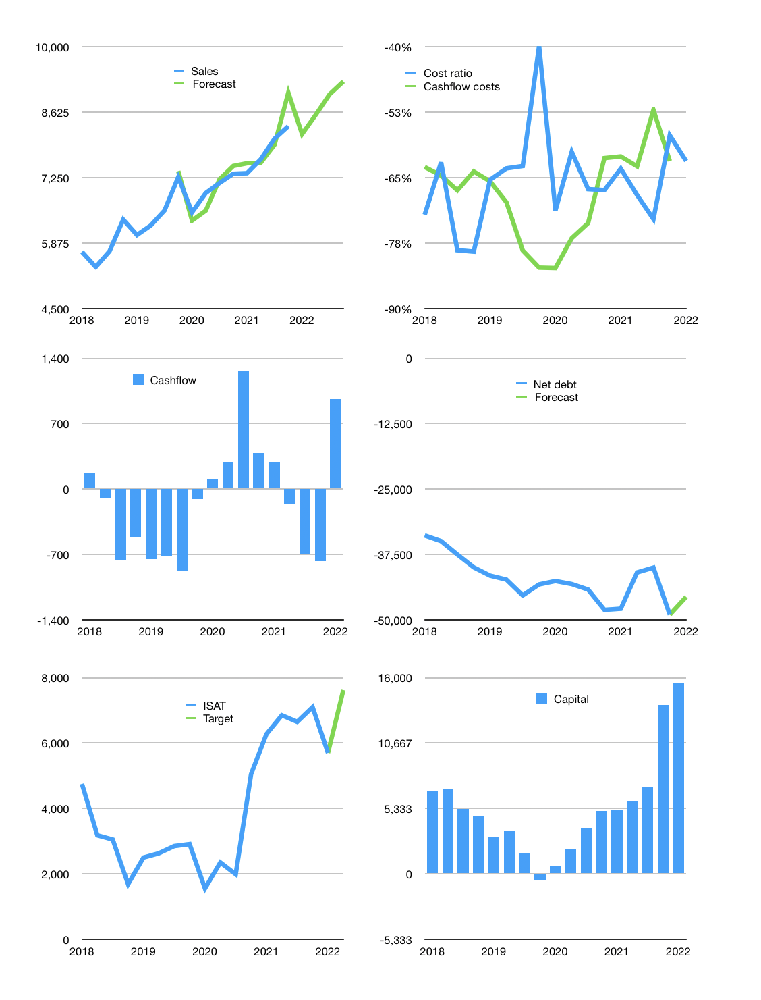 10,000
8,625
7,250
5,875
4,500
Sales
Forecast
2018 2019 2020 2021 2022
-40%
-53%
-65%
-78%
-90%
Cost ratio
Cashflow costs
2018 2019 2020 2021 2022
1,400
700
0
-700
-1,400
Cashflow
2018 2019 2020 2021 2022
0
-12,500
-25,000
-37,500
-50,000
Net debt
Forecast
2018 2019 2020 2021 2022
8,000
6,000
4,000
2,000
0
ISAT
Target
2018 2019 2020 2021 2022
16,000
10,667
5,333
0
-5,333
Capital
2018 2019 2020 2021 2022